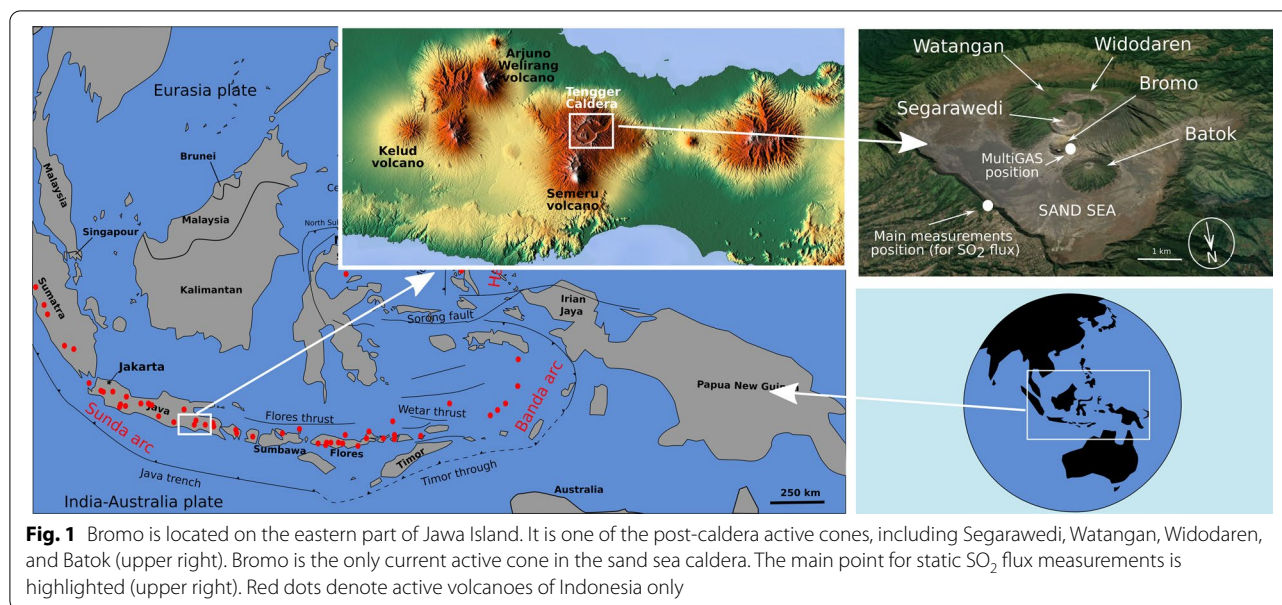 Eurasia plate
Malaysia
Brunei
Malaysia
Singapour
Kalimantan
Sumatra
Jakarta
Java
Sunda arc
Java trench
India-Australia plate
North Sul
Sorong fault
Irian
Jaya
Papua New Guin
Banda arc
Wetar thrust
Flores thrust
Sumbawa
Flores
Timor
Timor through
Australia
250 km
Arjuno
Welirang
volcano
Tengger
Caldera
Kelud
volcano
Semeru
volcano
Watangan
Widodaren
Segarawedi
Bromo
Batok
MultiGAS
position
SAND SEA
Main measurements
position (for SO₂ flux)
1 km
N
Fig. 1 Bromo is located on the eastern part of Jawa Island. It is one of the post-caldera active cones, including Segarawedi, Watangan, Widodaren,
and Batok (upper right). Bromo is the only current active cone in the sand sea caldera. The main point for static SO₂ flux measurements is
highlighted (upper right). Red dots denote active volcanoes of Indonesia only